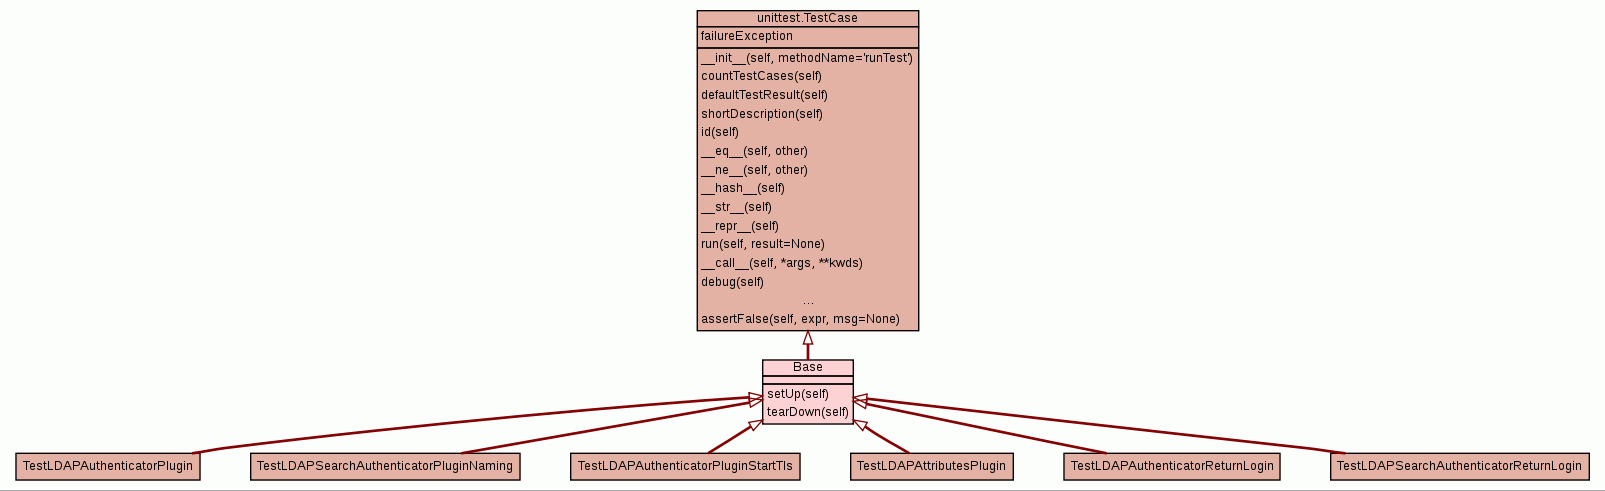 unittest.TestCase
failureException
__init__(self, methodName='runTest')
countTestCases(self)
defaultTestResult(self)
shortDescription(self)
id(self)
__eq__(self, other)
__ne__(self, other)
__hash__(self)
__str__(self)
__repr__(self)
run(self, result=None)
__call__(self, *args, **kwds)
debug(self)
...
assertFalse(self, expr, msg=None)
Base
setUp(self)
tearDown(self)
TestLDAPAuthenticatorPlugin
TestLDAPSearchAuthenticatorPluginNaming
TestLDAPAuthenticatorPluginStartTls
TestLDAPAttributesPlugin
TestLDAPAuthenticatorReturnLogin
TestLDAPSearchAuthenticatorReturnLogin